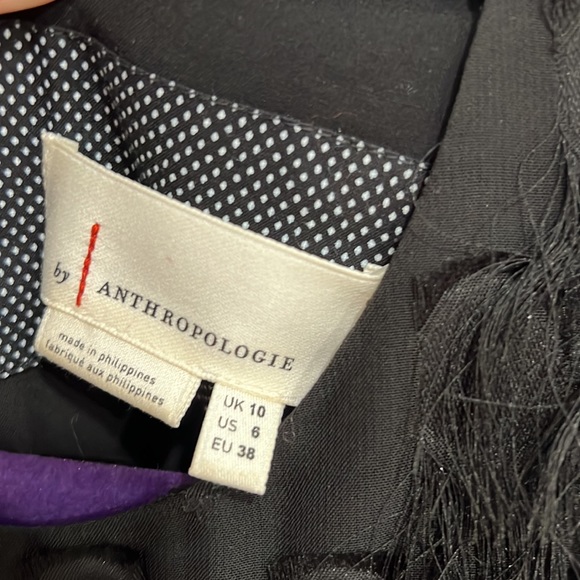 by ANTHROPOLOGIE
made in philippines
fabriqué aux philippines
UK 10
US 6
EU 38